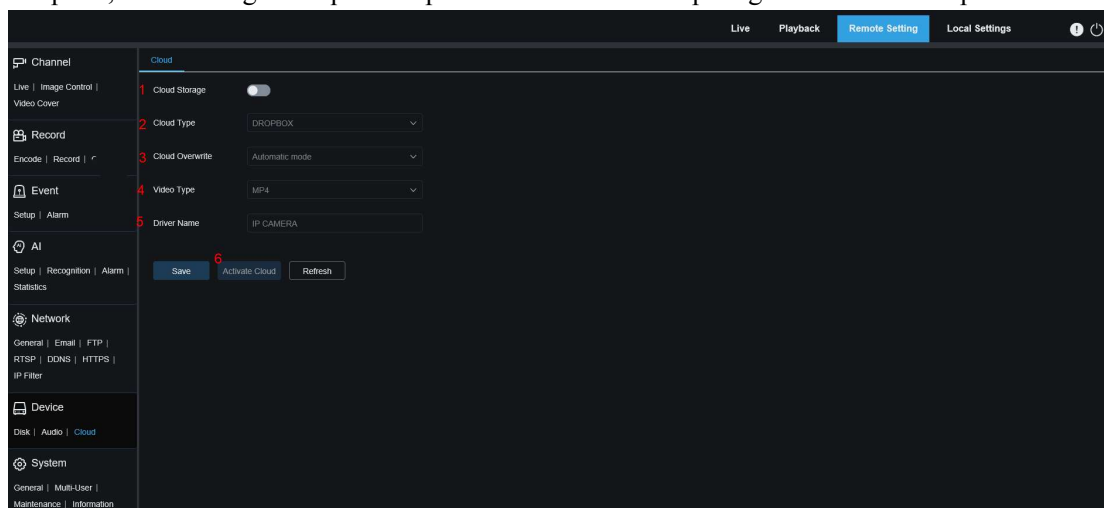 Live Playback Remote Setting Local Settings
Channel
Live | Image Control |
Video Cover
Record
Encode | Record |
Event
Setup | Alarm
AI
Setup | Recognition | Alarm |
Statistics
Network
General | Email | FTP |
RTSP | DDNS | HTTPS |
IP Filter
Device
Disk | Audio | Cloud
System
General | Multi-User |
Maintenance | Information
Cloud
1 Cloud Storage
2 Cloud Type DROPBOX
3 Cloud Overwrite Automatic mode
4 Video Type MP4
5 Driver Name IP CAMERA
6
Save Activate Cloud Refresh